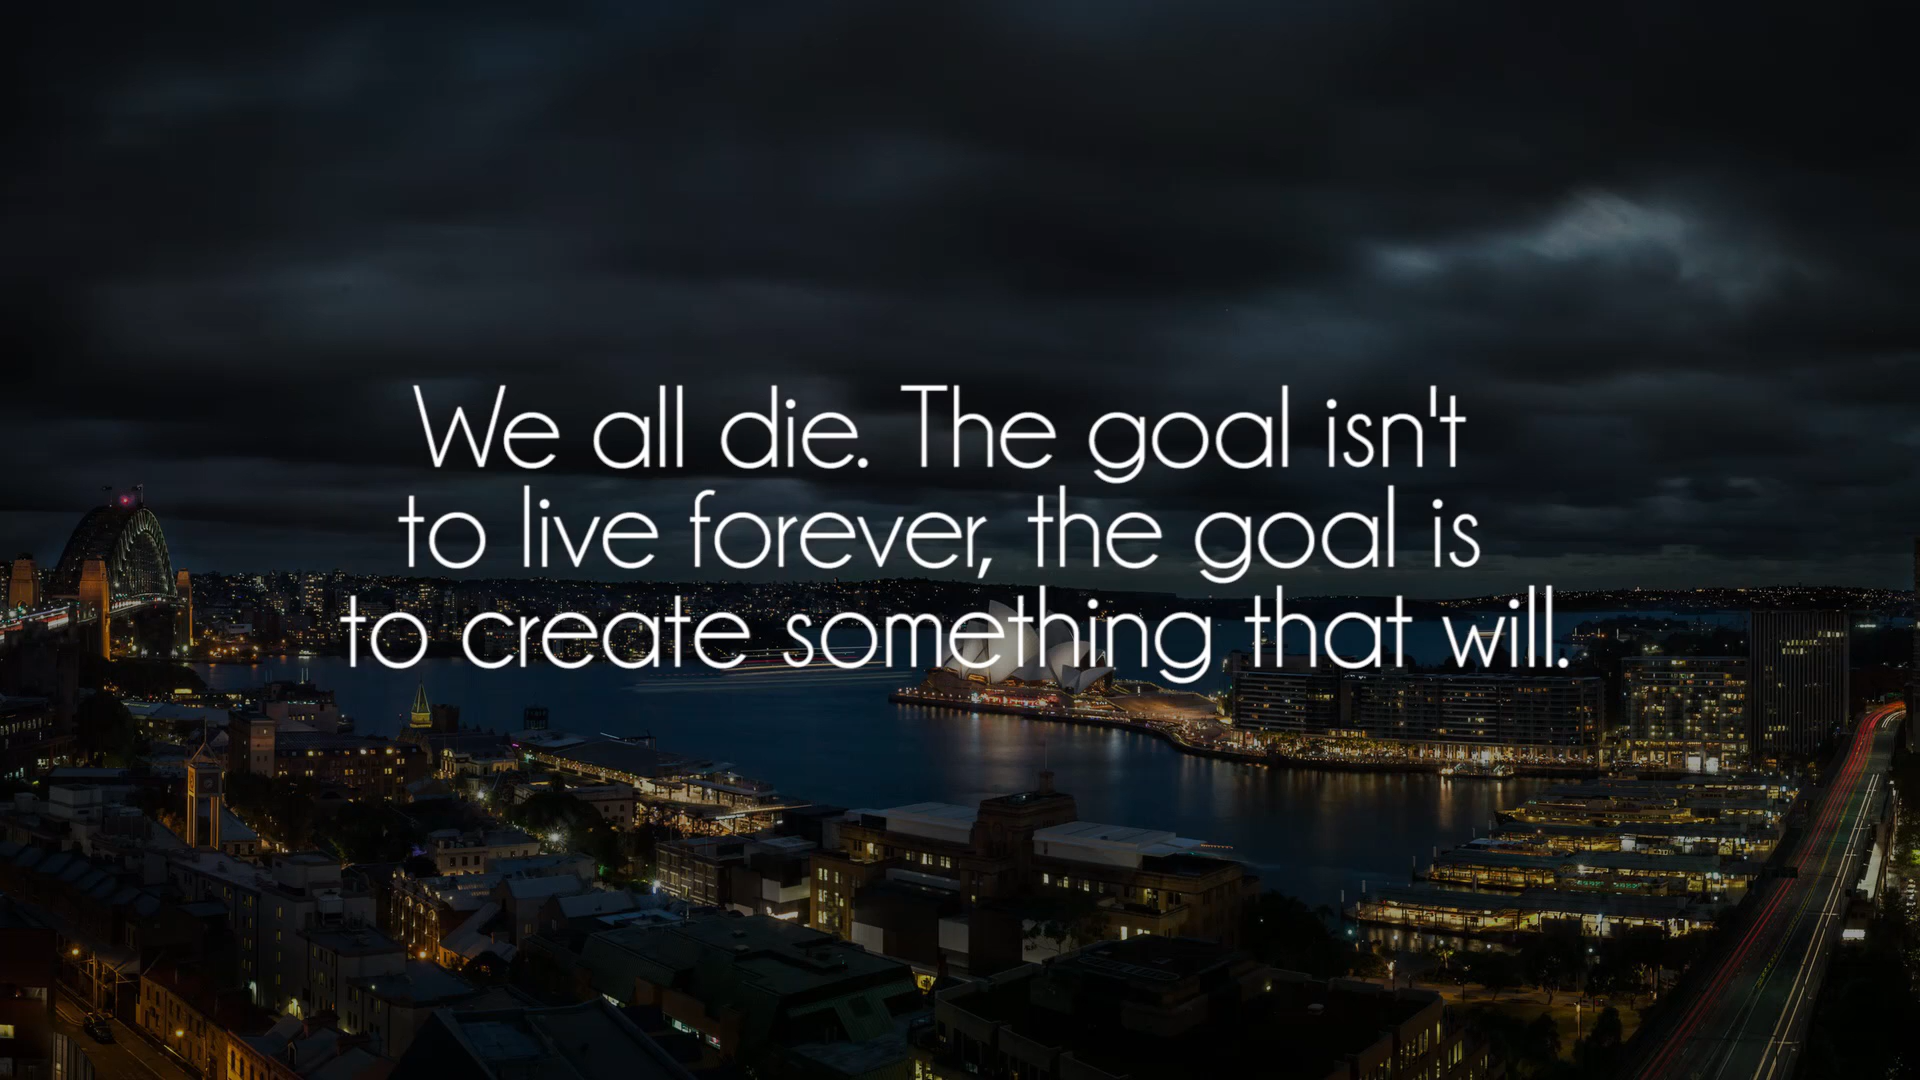 We all die. The goal isn't
to live forever, the goal is
to create something that will.